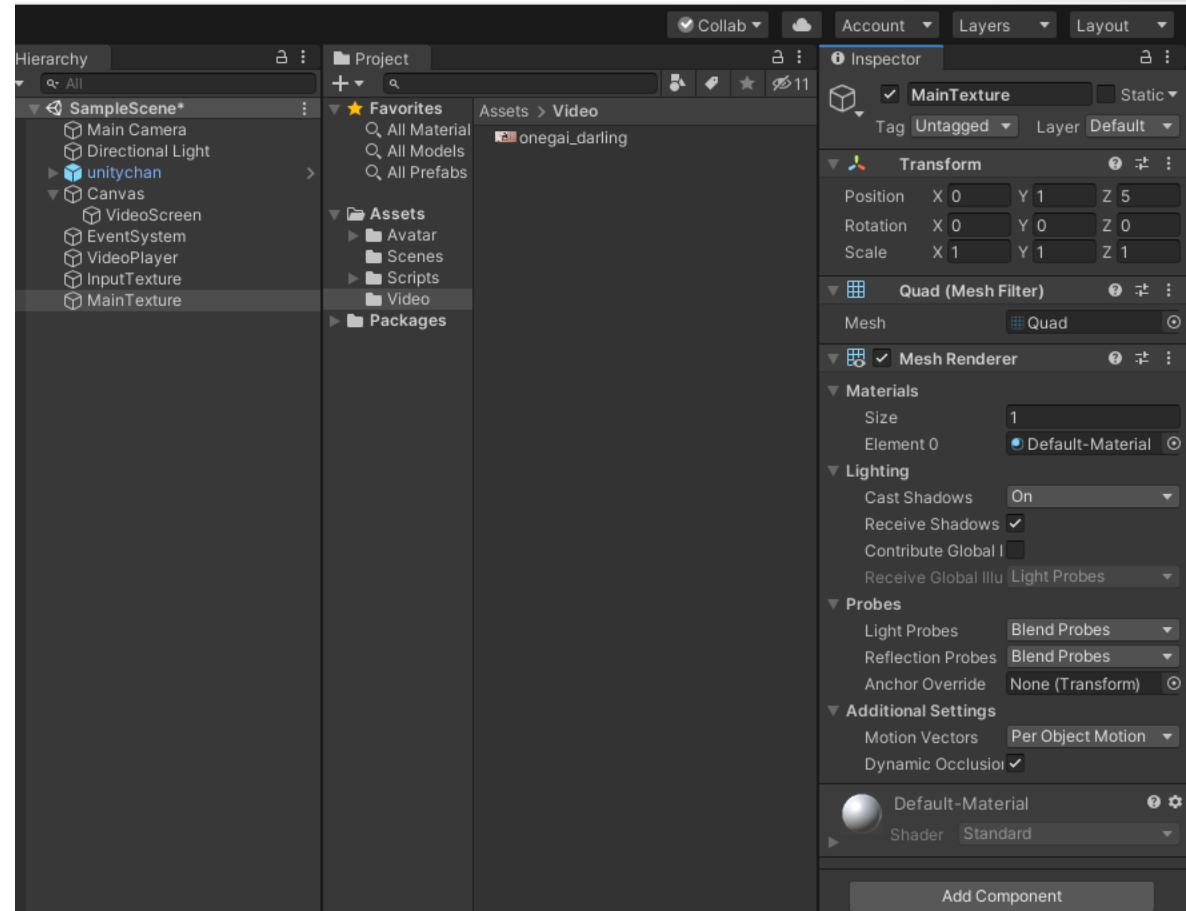 Collab
Account
Layers
Layout
Hierarchy
All
SampleScene*
Main Camera
Directional Light
unitychan
Canvas
VideoScreen
EventSystem
VideoPlayer
InputTexture
MainTexture
Project
11
Favorites
All Material
All Models
All Prefabs
Assets
Avatar
Scenes
Scripts
Video
Packages
Assets > Video
onegai_darling
Inspector
MainTexture Static
Tag Untagged Layer Default
Transform
Position X 0 Y 1 Z 5
Rotation X 0 Y 0 Z 0
Scale X 1 Y 1 Z 1
Quad (Mesh Filter)
Mesh Quad
Mesh Renderer
Materials
Size 1
Element 0 Default-Material
Lighting
Cast Shadows On
Receive Shadows
Contribute Global I
Receive Global Illu Light Probes
Probes
Light Probes Blend Probes
Reflection Probes Blend Probes
Anchor Override None (Transform)
Additional Settings
Motion Vectors Per Object Motion
Dynamic Occlusion
Default-Material
Shader Standard
Add Component